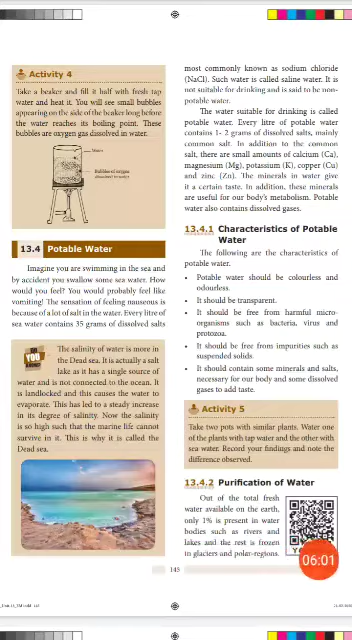 Activity 4
Take a beaker and fill it half with fresh tap
water and heat it. You will see small bubbles
appearing on the side of the beaker long before
the water reaches its boiling point. These
bubbles are oxygen gas dissolved in water.
Water
Bubbles of oxygen
dissolved in water
13.4 Potable Water
Imagine you are swimming in the sea and
by accident you swallow some sea water. How
would you feel? You would probably feel like
vomiting! The sensation of feeling nauseous is
because of a lot of salt in the water. Every litre of
sea water contains 35 grams of dissolved salts
DO YOU KNOW?
The salinity of water is more in
the Dead sea. It is actually a salt
lake as it has a single source of
water and is not connected to the ocean. It
is landlocked and this causes the water to
evaporate. This has led to a steady increase
in its degree of salinity. Now the salinity
is so high such that the marine life cannot
survive in it. This is why it is called the
Dead sea.
most commonly known as sodium chloride
(NaCl). Such water is called saline water. It is
not suitable for drinking and is said to be non-
potable water.
The water suitable for drinking is called
potable water. Every litre of potable water
contains 1- 2 grams of dissolved salts, mainly
common salt. In addition to the common
salt, there are small amounts of calcium (Ca),
magnesium (Mg), potassium (K), copper (Cu)
and zinc (Zn). The minerals in water give
it a certain taste. In addition, these minerals
are useful for our body's metabolism. Potable
water also contains dissolved gases.
13.4.1 Characteristics of Potable
Water
The following are the characteristics of
potable water.
• Potable water should be colourless and
odourless.
• It should be transparent.
• It should be free from harmful micro-
organisms such as bacteria, virus and
protozoa.
• It should be free from impurities such as
suspended solids.
• It should contain some minerals and salts,
necessary for our body and some dissolved
gases to add taste.
Activity 5
Take two pots with similar plants. Water one
of the plants with tap water and the other with
sea water. Record your findings and note the
difference observed.
13.4.2 Purification of Water
Out of the total fresh
water available on the earth,
only 1% is present in water
bodies such as rivers and
lakes and the rest is frozen
in glaciers and polar-regions.
06:01
145